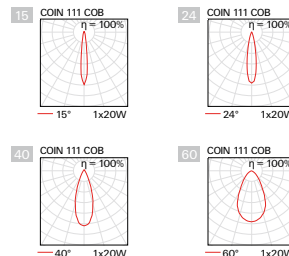 15 COIN 111 COB
η = 100%
15° 1x20W
24 COIN 111 COB
η = 100%
24° 1x20W
40 COIN 111 COB
η = 100%
40° 1x20W
60 COIN 111 COB
η = 100%
60° 1x20W